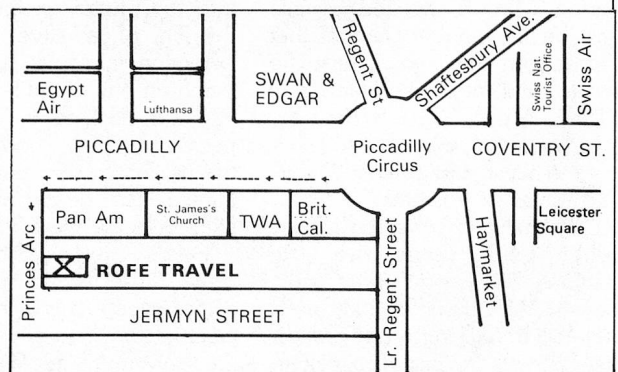 Regent St
Shaftesbury Ave.
Egypt
Air
Lufthansa
SWAN &
EDGAR
Swiss Nat.
Tourist Office
Swiss Air
PICCADILLY
Piccadilly
Circus
COVENTRY ST.
Pan Am
St. James's
Church
TWA
Brit.
Cal.
Leicester
Square
Princes Arc
ROFE TRAVEL
Haymarket
Lr. Regent Street
JERMYN STREET